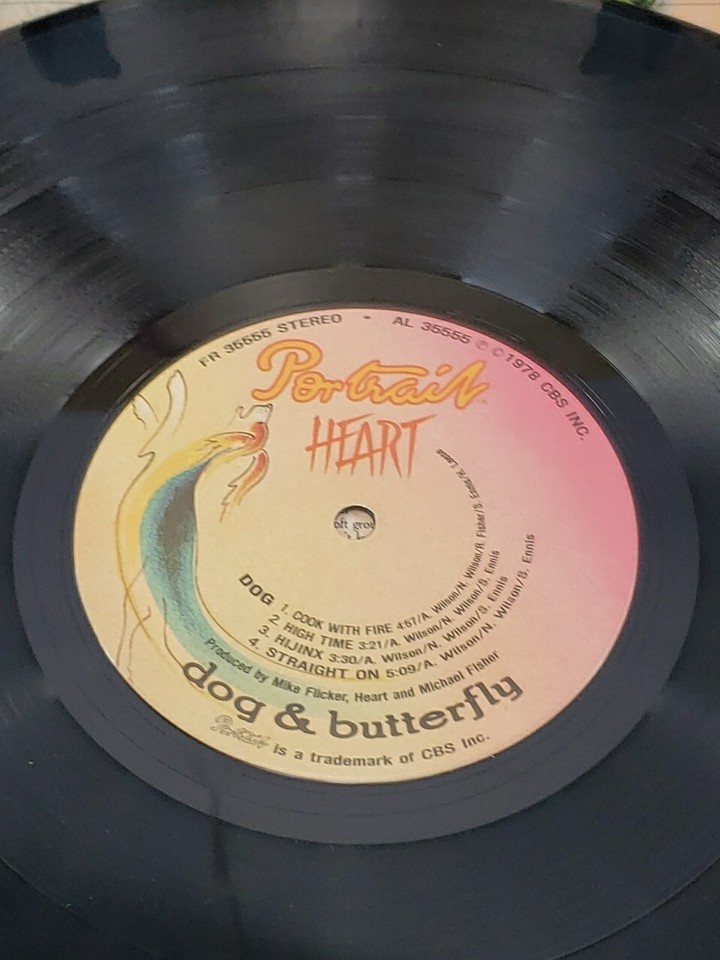 FR 35555 STEREO • AL 35555 ℗ © 1978 CBS INC.
Portrait
HEART
oft grou
DOG 1. COOK WITH FIRE 4:57/A. Wilson/N. Wilson/R. Fisher/S. Ennis/H. Leese
2. HIGH TIME 3:21/A. Wilson/N. Wilson/S. Ennis
3. HIJINX 3:30/A. Wilson/N. Wilson/S. Ennis
4. STRAIGHT ON 5:09/A. Wilson/N. Wilson/S. Ennis
Produced by Mike Flicker, Heart and Michael Fisher
dog & butterfly
Portrait is a trademark of CBS Inc.